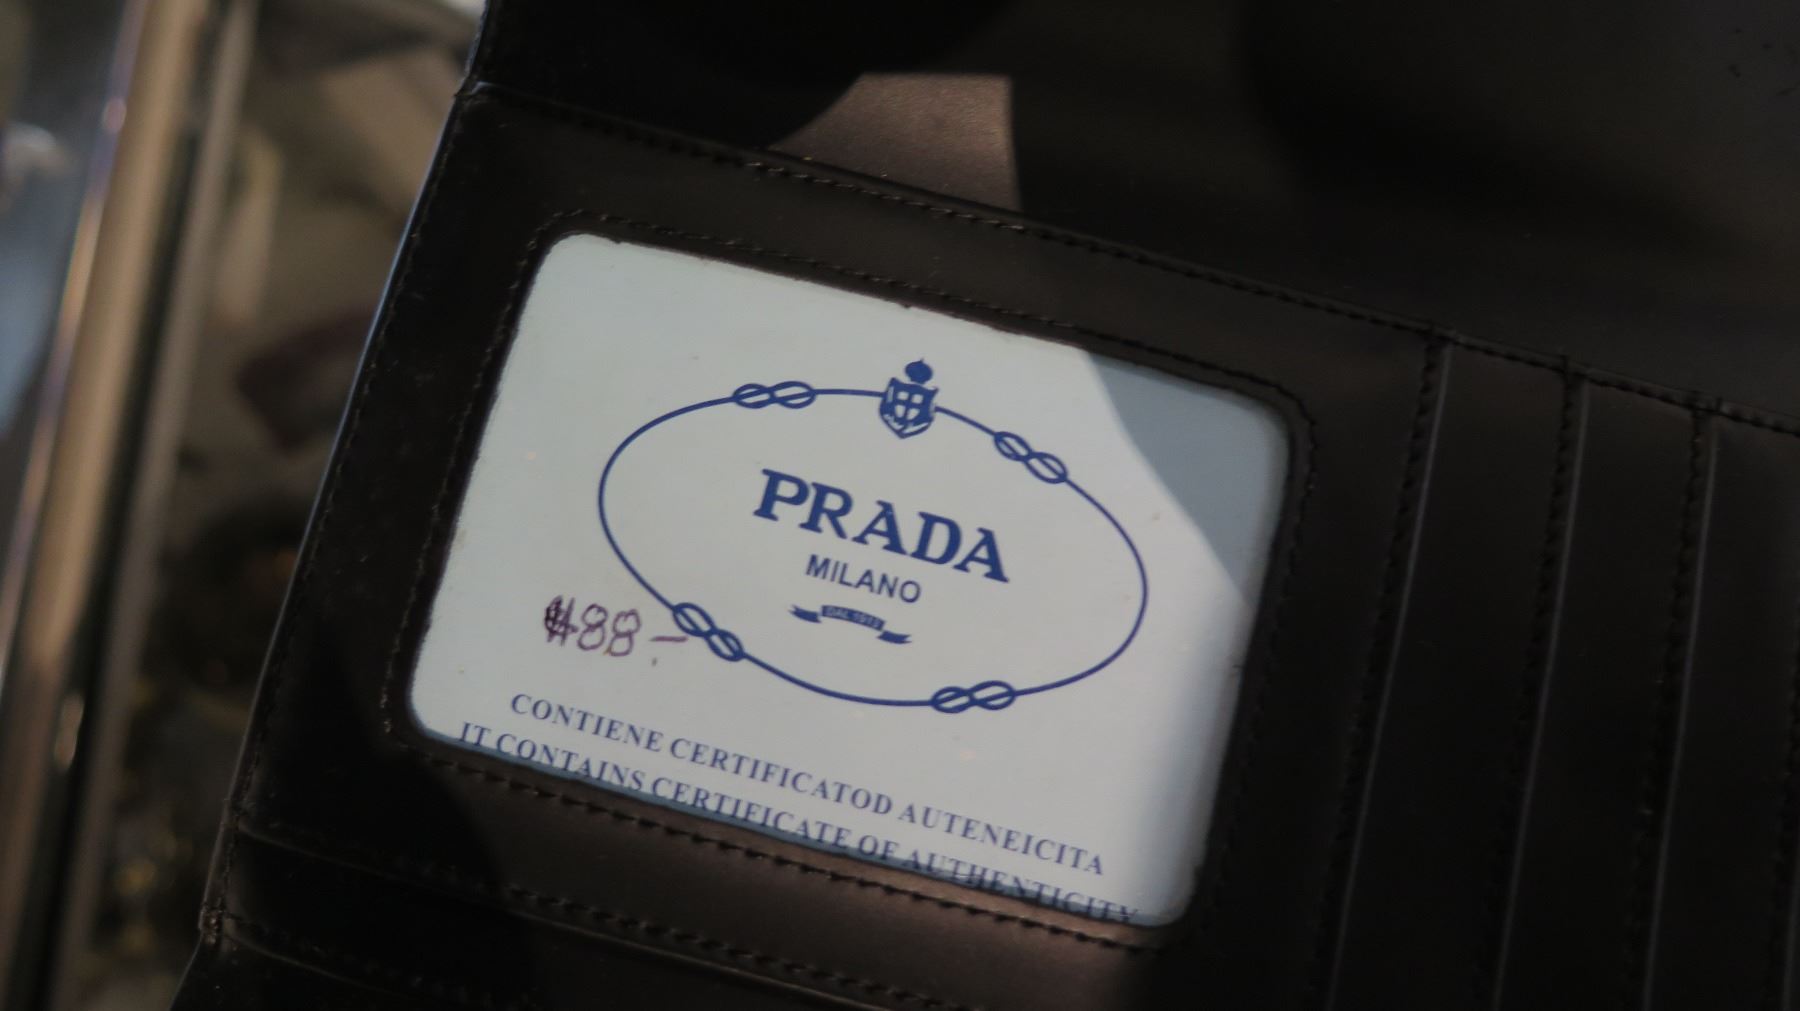 PRADA
MILANO
DAL 1913
88.-
CONTIENE CERTIFICATOD AUTENEICITA
IT CONTAINS CERTIFICATE OF AUTHENTICITY